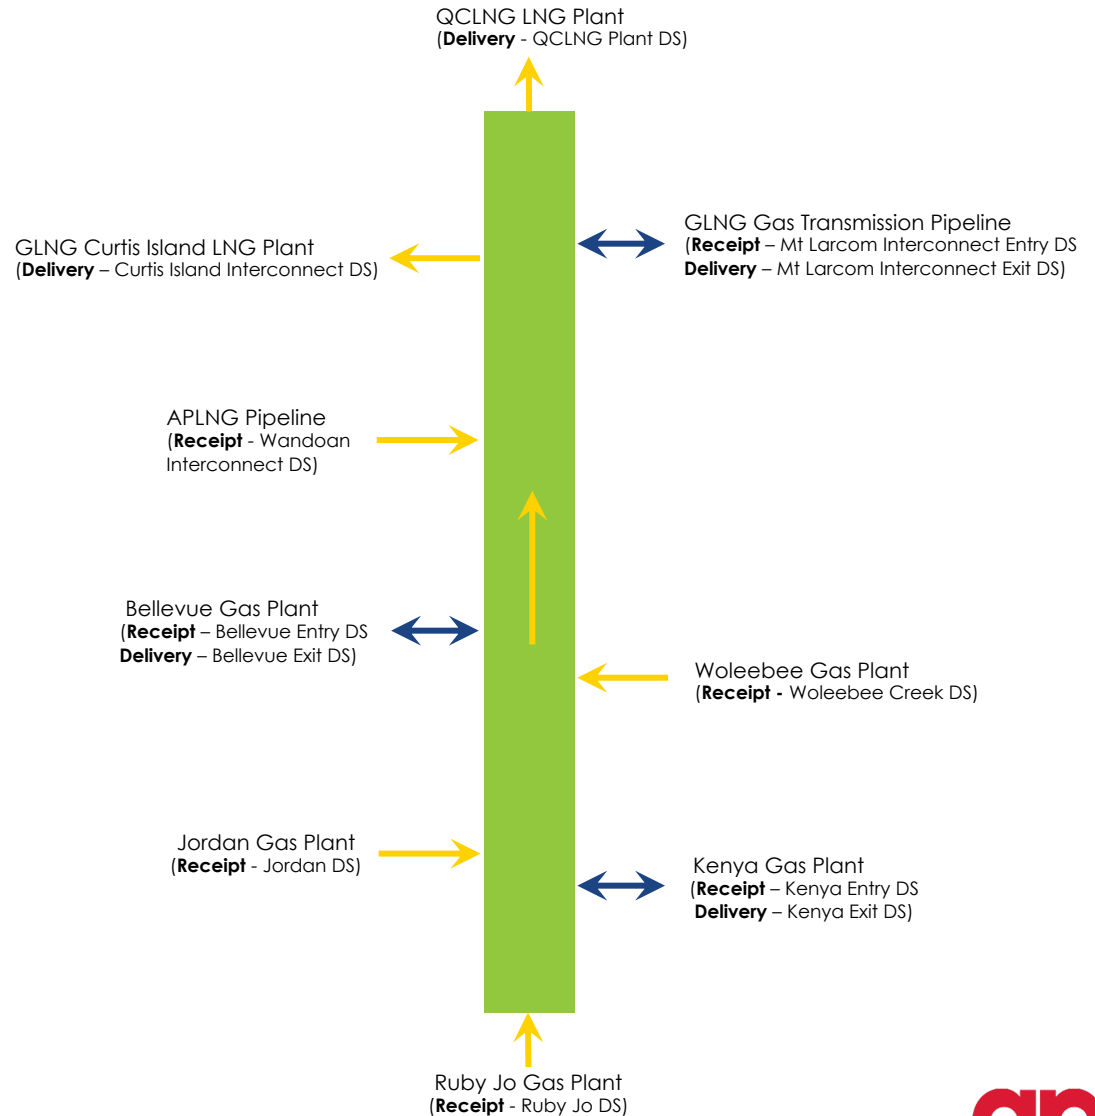 QCLNG LNG Plant
(Delivery - QCLNG Plant DS)
GLNG Curtis Island LNG Plant
(Delivery – Curtis Island Interconnect DS)
GLNG Gas Transmission Pipeline
(Receipt – Mt Larcom Interconnect Entry DS
Delivery – Mt Larcom Interconnect Exit DS)
APLNG Pipeline
(Receipt - Wandoan
Interconnect DS)
Bellevue Gas Plant
(Receipt – Bellevue Entry DS
Delivery – Bellevue Exit DS)
Woleebee Gas Plant
(Receipt - Woleebee Creek DS)
Jordan Gas Plant
(Receipt - Jordan DS)
Kenya Gas Plant
(Receipt – Kenya Entry DS
Delivery – Kenya Exit DS)
Ruby Jo Gas Plant
(Receipt - Ruby Jo DS)